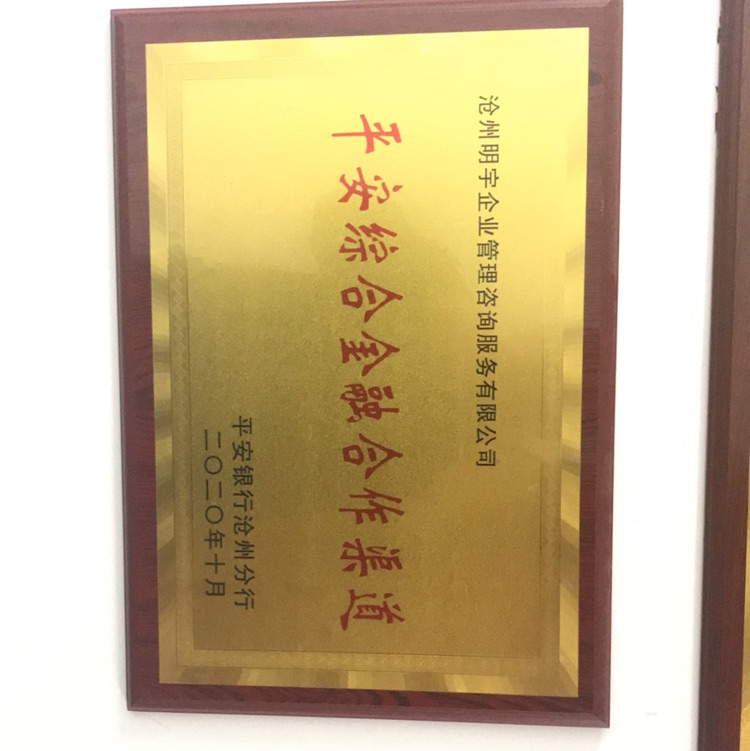 沧州明宇企业管理咨询服务有限公司
平安综合金融合作渠道
平安银行沧州分行
二〇二〇年十月